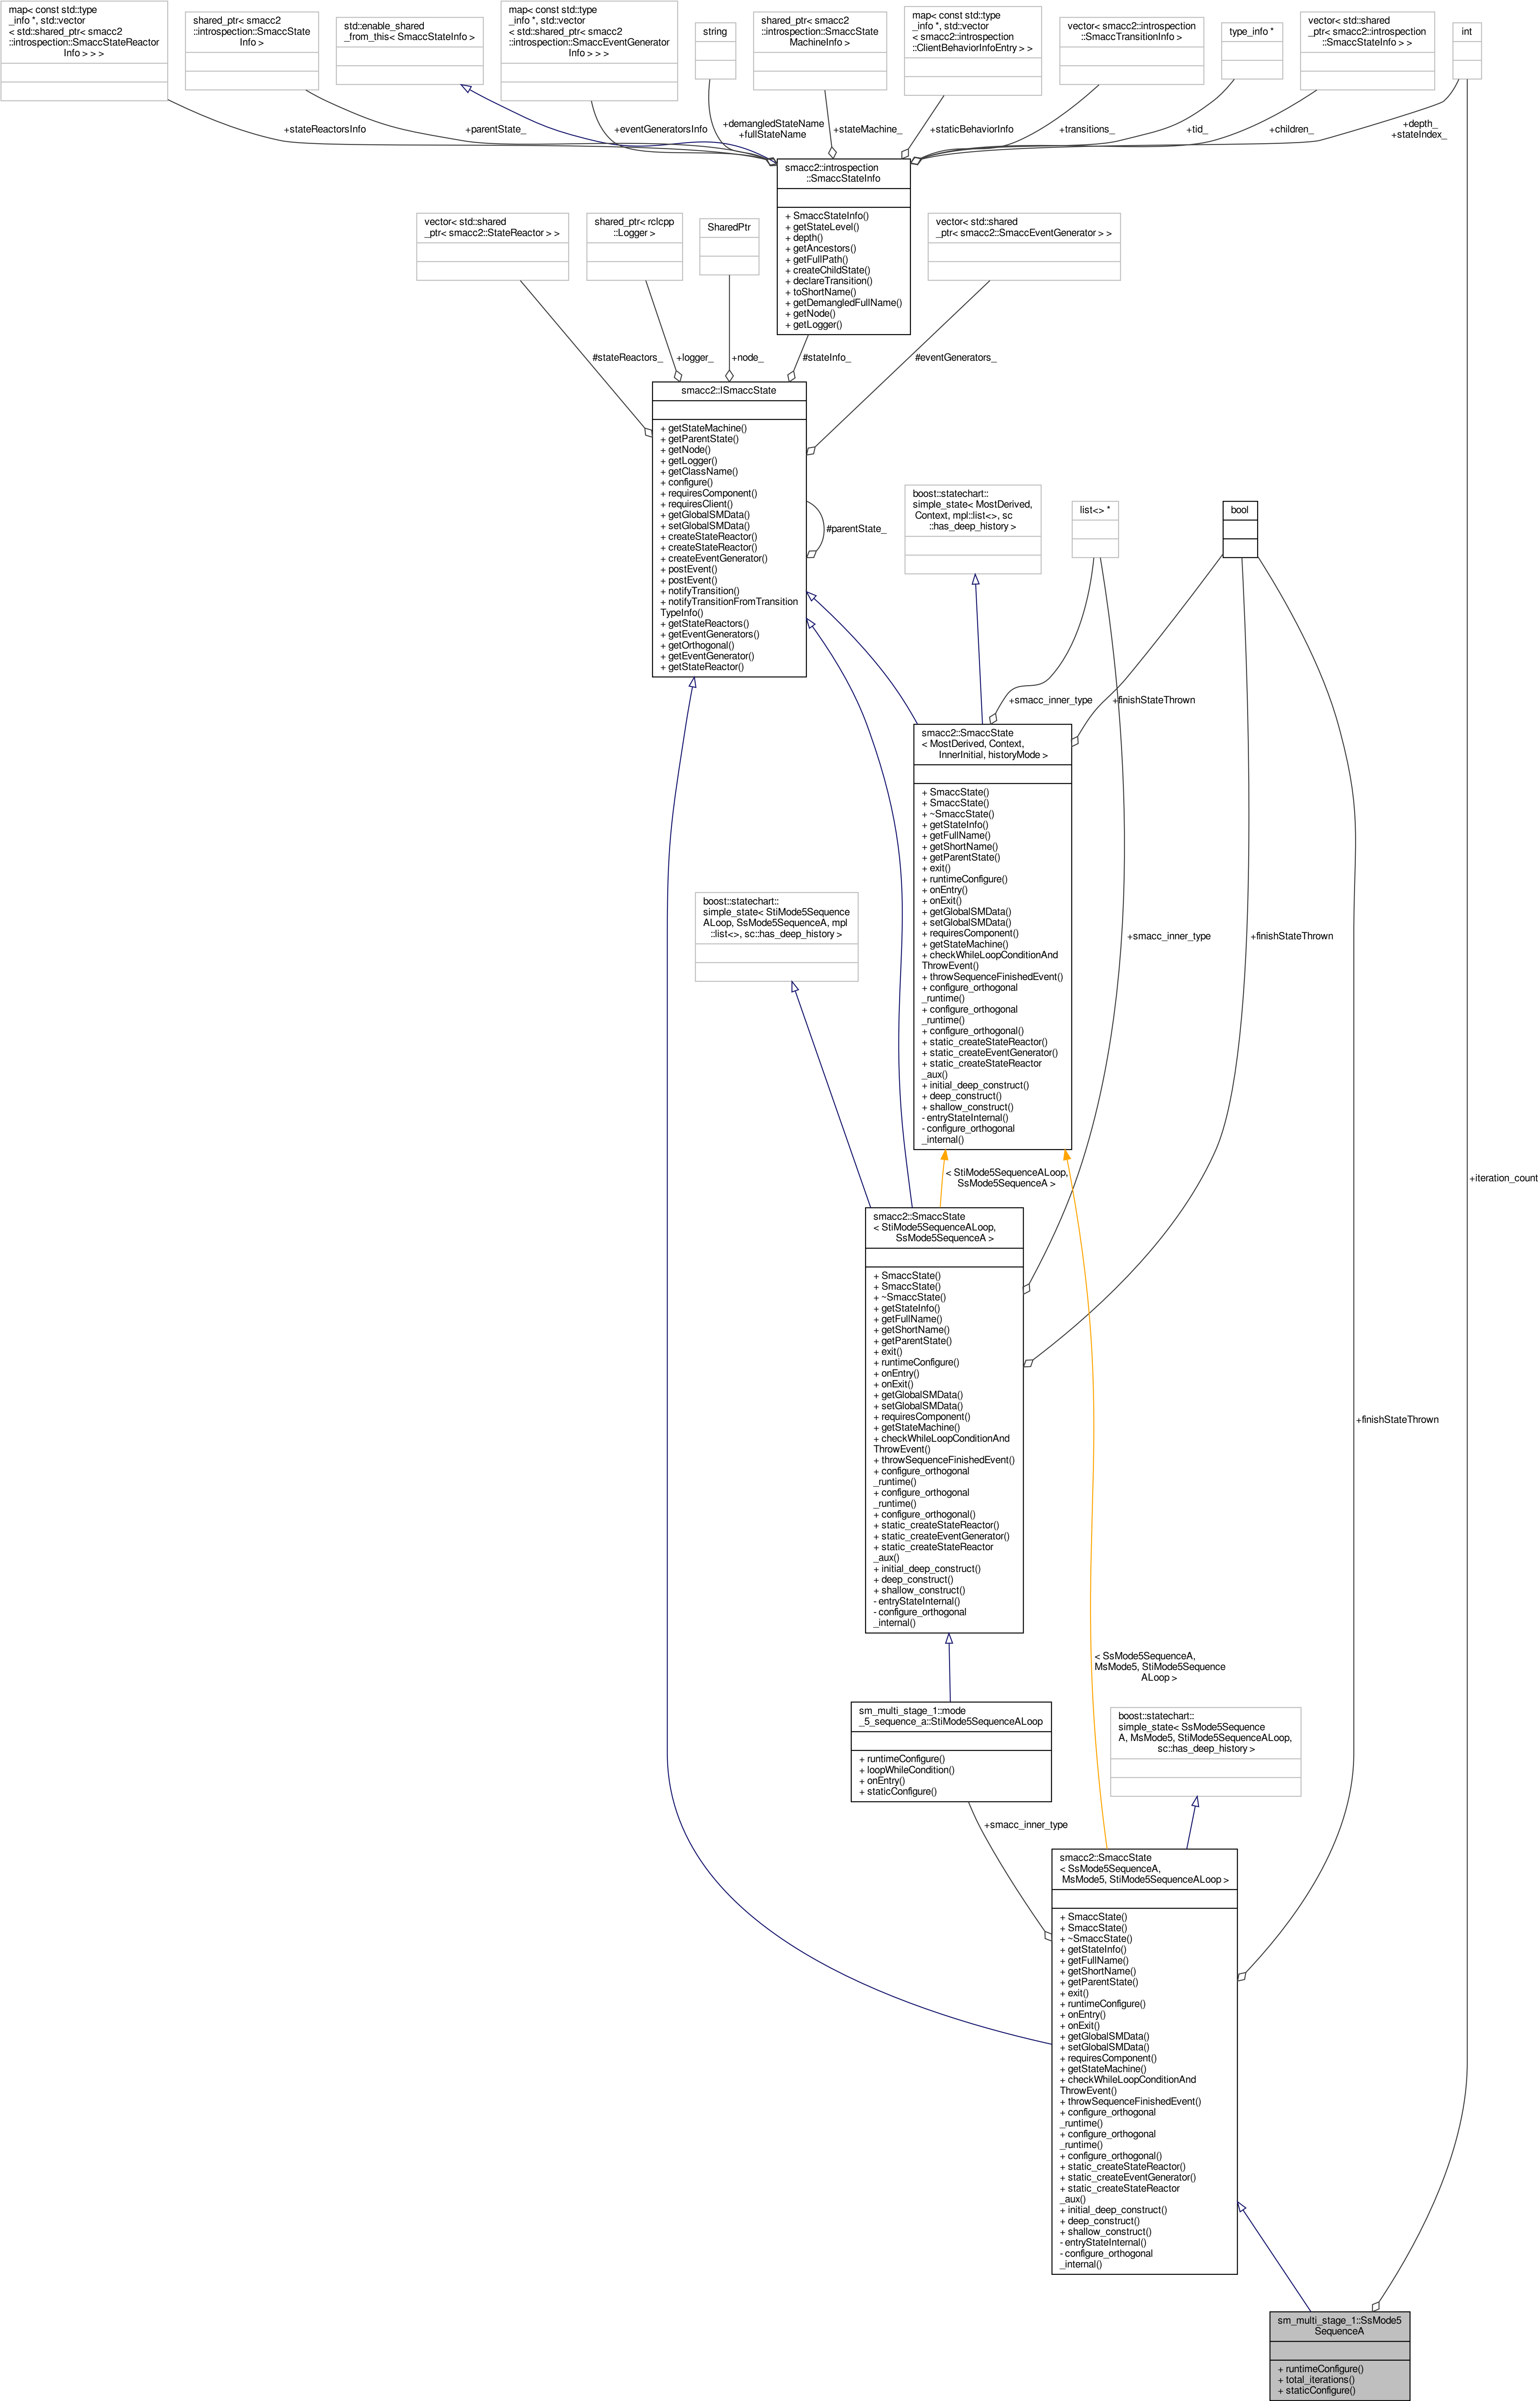 map< const std::type
_info *, std::vector
< std::shared_ptr< smacc2
::introspection::SmaccStateReactor
Info > > >
shared_ptr< smacc2
::introspection::SmaccState
Info >
std::enable_shared
_from_this< SmaccStateInfo >
map< const std::type
_info *, std::vector
< std::shared_ptr< smacc2
::introspection::SmaccEventGenerator
Info > > >
string
shared_ptr< smacc2
::introspection::SmaccState
MachineInfo >
map< const std::type
_info *, std::vector
< smacc2::introspection
::ClientBehaviorInfoEntry > >
vector< smacc2::introspection
::SmaccTransitionInfo >
type_info *
vector< std::shared
_ptr< smacc2::introspection
::SmaccStateInfo > >
int
+stateReactorsInfo
+parentState_
+eventGeneratorsInfo
+demangledStateName
+fullStateName
+stateMachine_
+staticBehaviorInfo
+transitions_
+tid_
+children_
+depth_
+stateIndex_
smacc2::introspection
::SmaccStateInfo
+ SmaccStateInfo()
+ getStateLevel()
+ depth()
+ getAncestors()
+ getFullPath()
+ createChildState()
+ declareTransition()
+ toShortName()
+ getDemangledFullName()
+ getNode()
+ getLogger()
vector< std::shared
_ptr< smacc2::StateReactor > >
shared_ptr< rclcpp
::Logger >
SharedPtr
vector< std::shared
_ptr< smacc2::SmaccEventGenerator > >
#stateReactors_
+logger_
+node_
#stateInfo_
#eventGenerators_
smacc2::ISmaccState
+ getStateMachine()
+ getParentState()
+ getNode()
+ getLogger()
+ getClassName()
+ configure()
+ requiresComponent()
+ requiresClient()
+ getGlobalSMData()
+ setGlobalSMData()
+ createStateReactor()
+ createStateReactor()
+ createEventGenerator()
+ postEvent()
+ postEvent()
+ notifyTransition()
+ notifyTransitionFromTransition
TypeInfo()
+ getStateReactors()
+ getEventGenerators()
+ getOrthogonal()
+ getEventGenerator()
+ getStateReactor()
#parentState_
boost::statechart::
simple_state< MostDerived,
Context, mpl::list<>, sc
::has_deep_history >
list<> *
bool
+smacc_inner_type
+finishStateThrown
smacc2::SmaccState
< MostDerived, Context,
InnerInitial, historyMode >
+ SmaccState()
+ SmaccState()
+ ~SmaccState()
+ getStateInfo()
+ getFullName()
+ getShortName()
+ getParentState()
+ exit()
+ runtimeConfigure()
+ onEntry()
+ onExit()
+ getGlobalSMData()
+ setGlobalSMData()
+ requiresComponent()
+ getStateMachine()
+ checkWhileLoopConditionAnd
ThrowEvent()
+ throwSequenceFinishedEvent()
+ configure_orthogonal
_runtime()
+ configure_orthogonal
_runtime()
+ configure_orthogonal()
+ static_createStateReactor()
+ static_createEventGenerator()
+ static_createStateReactor
_aux()
+ initial_deep_construct()
+ deep_construct()
+ shallow_construct()
- entryStateInternal()
- configure_orthogonal
_internal()
boost::statechart::
simple_state< StiMode5Sequence
ALoop, SsMode5SequenceA, mpl
::list<>, sc::has_deep_history >
+smacc_inner_type
+finishStateThrown
< StiMode5SequenceALoop,
SsMode5SequenceA >
+iteration_count
smacc2::SmaccState
< StiMode5SequenceALoop,
SsMode5SequenceA >
+ SmaccState()
+ SmaccState()
+ ~SmaccState()
+ getStateInfo()
+ getFullName()
+ getShortName()
+ getParentState()
+ exit()
+ runtimeConfigure()
+ onEntry()
+ onExit()
+ getGlobalSMData()
+ setGlobalSMData()
+ requiresComponent()
+ getStateMachine()
+ checkWhileLoopConditionAnd
ThrowEvent()
+ throwSequenceFinishedEvent()
+ configure_orthogonal
_runtime()
+ configure_orthogonal
_runtime()
+ configure_orthogonal()
+ static_createStateReactor()
+ static_createEventGenerator()
+ static_createStateReactor
_aux()
+ initial_deep_construct()
+ deep_construct()
+ shallow_construct()
- entryStateInternal()
- configure_orthogonal
_internal()
+finishStateThrown
< SsMode5SequenceA,
MsMode5, StiMode5Sequence
ALoop >
sm_multi_stage_1::mode
_5_sequence_a::StiMode5SequenceALoop
+ runtimeConfigure()
+ loopWhileCondition()
+ onEntry()
+ staticConfigure()
boost::statechart::
simple_state< SsMode5Sequence
A, MsMode5, StiMode5SequenceALoop,
sc::has_deep_history >
+smacc_inner_type
smacc2::SmaccState
< SsMode5SequenceA,
MsMode5, StiMode5SequenceALoop >
+ SmaccState()
+ SmaccState()
+ ~SmaccState()
+ getStateInfo()
+ getFullName()
+ getShortName()
+ getParentState()
+ exit()
+ runtimeConfigure()
+ onEntry()
+ onExit()
+ getGlobalSMData()
+ setGlobalSMData()
+ requiresComponent()
+ getStateMachine()
+ checkWhileLoopConditionAnd
ThrowEvent()
+ throwSequenceFinishedEvent()
+ configure_orthogonal
_runtime()
+ configure_orthogonal
_runtime()
+ configure_orthogonal()
+ static_createStateReactor()
+ static_createEventGenerator()
+ static_createStateReactor
_aux()
+ initial_deep_construct()
+ deep_construct()
+ shallow_construct()
- entryStateInternal()
- configure_orthogonal
_internal()
sm_multi_stage_1::SsMode5
SequenceA
+ runtimeConfigure()
+ total_iterations()
+ staticConfigure()